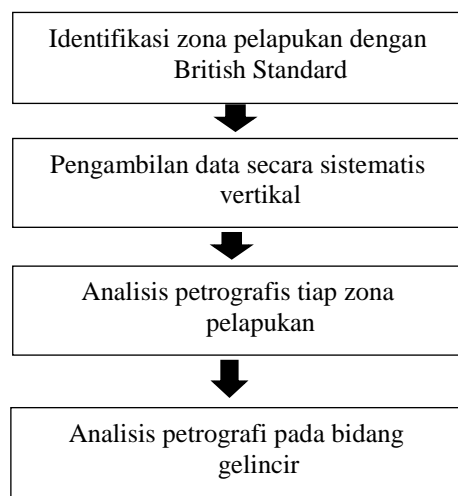 Identifikasi zona pelapukan dengan
British Standard
Pengambilan data secara sistematis
vertikal
Analisis petrografis tiap zona
pelapukan
Analisis petrografi pada bidang
gelincir